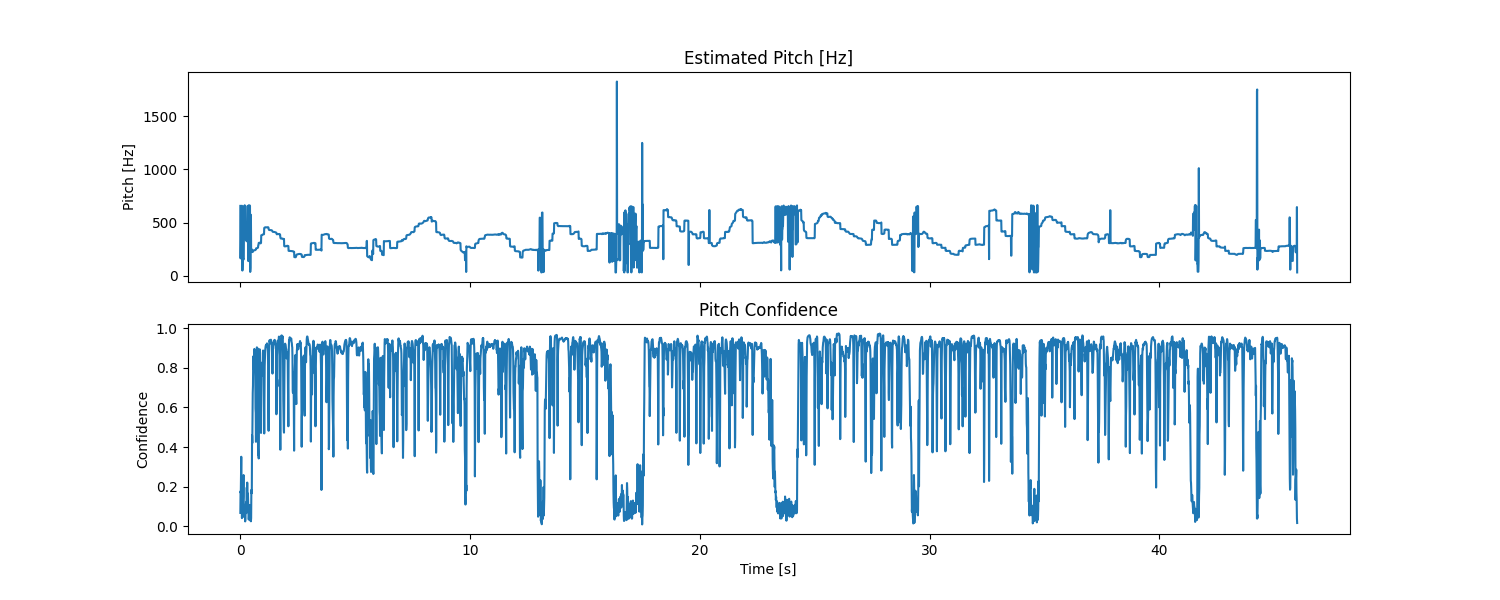 Estimated Pitch [Hz]
Pitch [Hz]
1500
1000
500
0
Pitch Confidence
Confidence
1.0
0.8
0.6
0.4
0.2
0.0
0 10 20 30 40
Time [s]